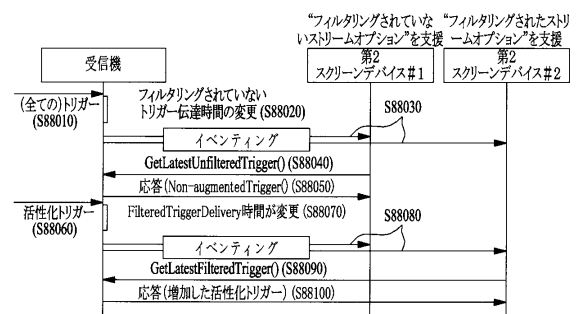 “フィルタリングされていな
いストリームオプション”を支援
“フィルタリングされたストリ
ームオプション”を支援
受信機
第2
スクリーンデバイス＃1
第2
スクリーンデバイス＃2
(全ての)トリガー
(S88010)
フィルタリングされていない
トリガー伝達時間の変更 (S88020)
S88030
イベンティング
GetLatestUnfilteredTrigger() (S88040)
応答 (Non-augmentedTrigger() (S88050)
活性化トリガー
(S88060)
FilteredTriggerDelivery時間が変更 (S88070)
S88080
イベンティング
GetLatestFilteredTrigger() (S88090)
応答 (増加した活性化トリガー) (S88100)